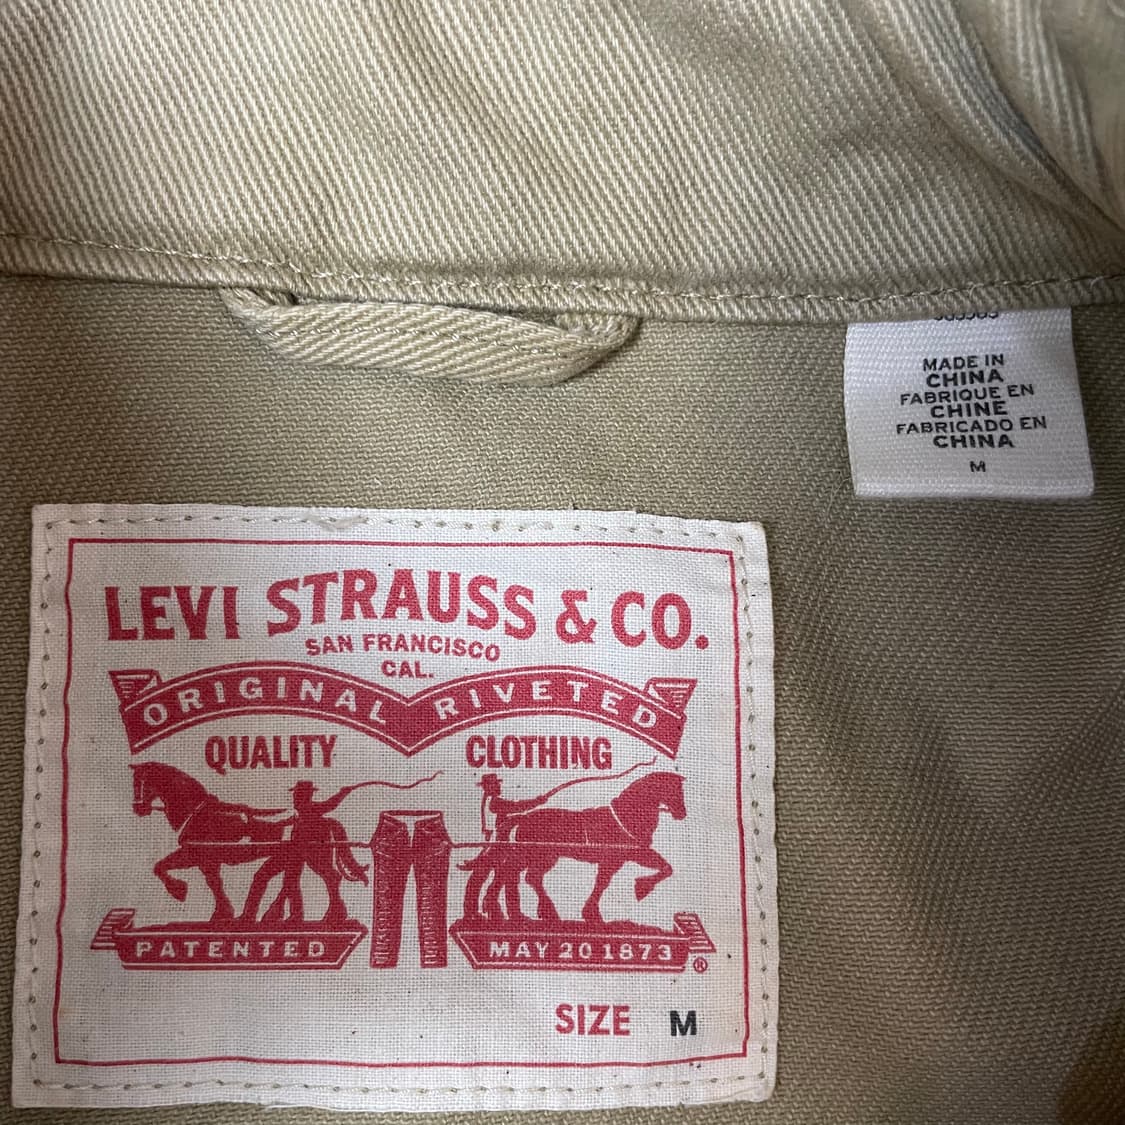 MADE IN
CHINA
FABRIQUE EN
CHINE
FABRICADO EN
CHINA
M
LEVI STRAUSS & CO.
SAN FRANCISCO
CAL.
ORIGINAL RIVETED
QUALITY CLOTHING
PATENTED MAY 20 1873 ®
SIZE M